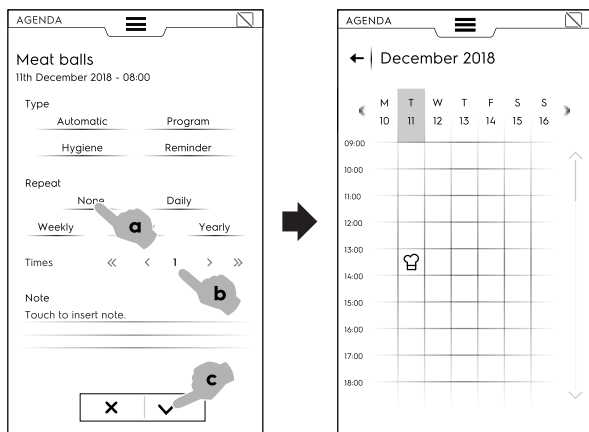 AGENDA
Meat balls
11th December 2018 - 08:00
Type
Automatic Program
Hygiene Reminder
Repeat
None Daily
Weekly Yearly
a
Times << < 1 > >>
b
Note
Touch to insert note.
c
AGENDA
December 2018
M T W T F S S
10 11 12 13 14 15 16
09:00
10:00
11:00
12:00
13:00
14:00
15:00
16:00
17:00
18:00